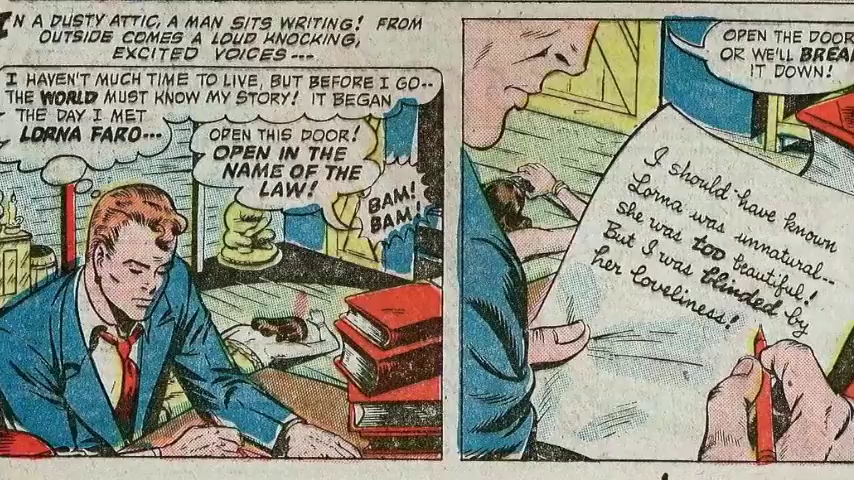 IN A DUSTY ATTIC, A MAN SITS WRITING! FROM
OUTSIDE COMES A LOUD KNOCKING,
EXCITED VOICES---
I HAVEN'T MUCH TIME TO LIVE, BUT BEFORE I GO--
THE WORLD MUST KNOW MY STORY! IT BEGAN
THE DAY I MET
LORNA FARO---
OPEN THIS DOOR!
OPEN IN THE
NAME OF THE
LAW!
BAM!
BAM!
OPEN THE DOOR
OR WE'LL BREAK
IT DOWN!
I should have known
Lorna was unnatural--
she was too beautiful!
But I was blinded by
her loveliness!